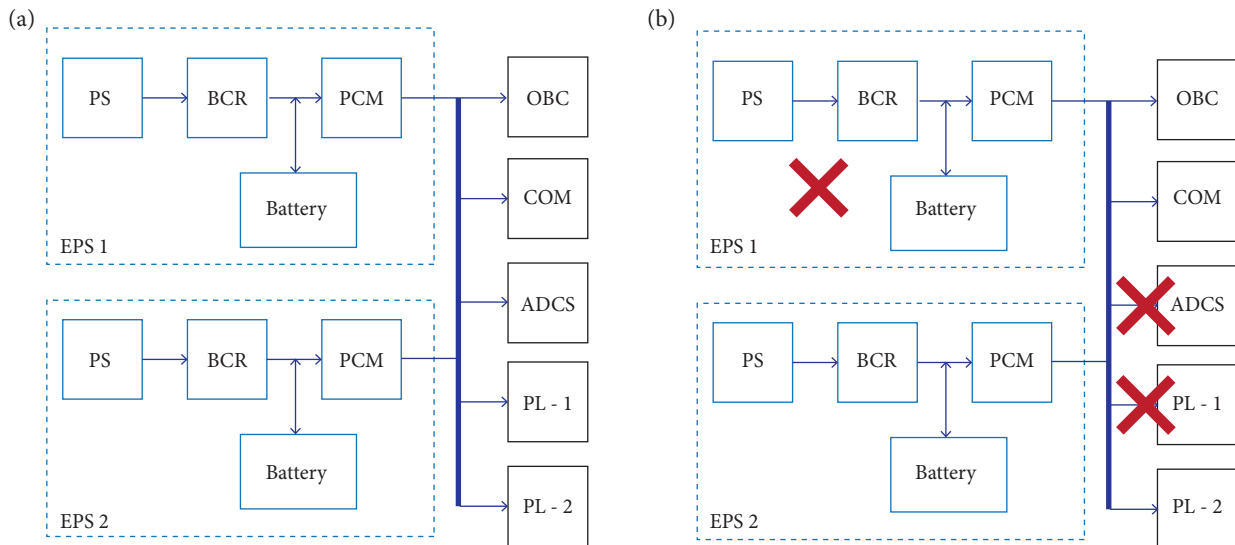 (a)
PS
BCR
PCM
Battery
EPS 1
PS
BCR
PCM
Battery
EPS 2
OBC
COM
ADCS
PL - 1
PL - 2
(b)
PS
BCR
PCM
Battery
EPS 1
PS
BCR
PCM
Battery
EPS 2
OBC
COM
ADCS
PL - 1
PL - 2